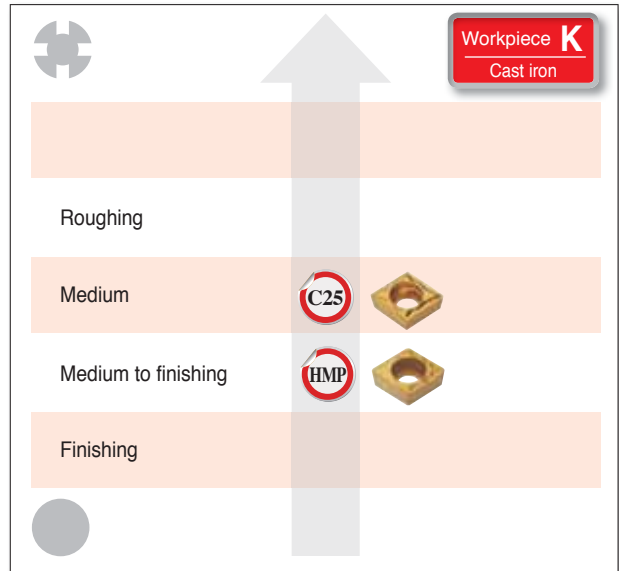 Workpiece K
Cast iron
Roughing
Medium
C25
Medium to finishing
HMP
Finishing